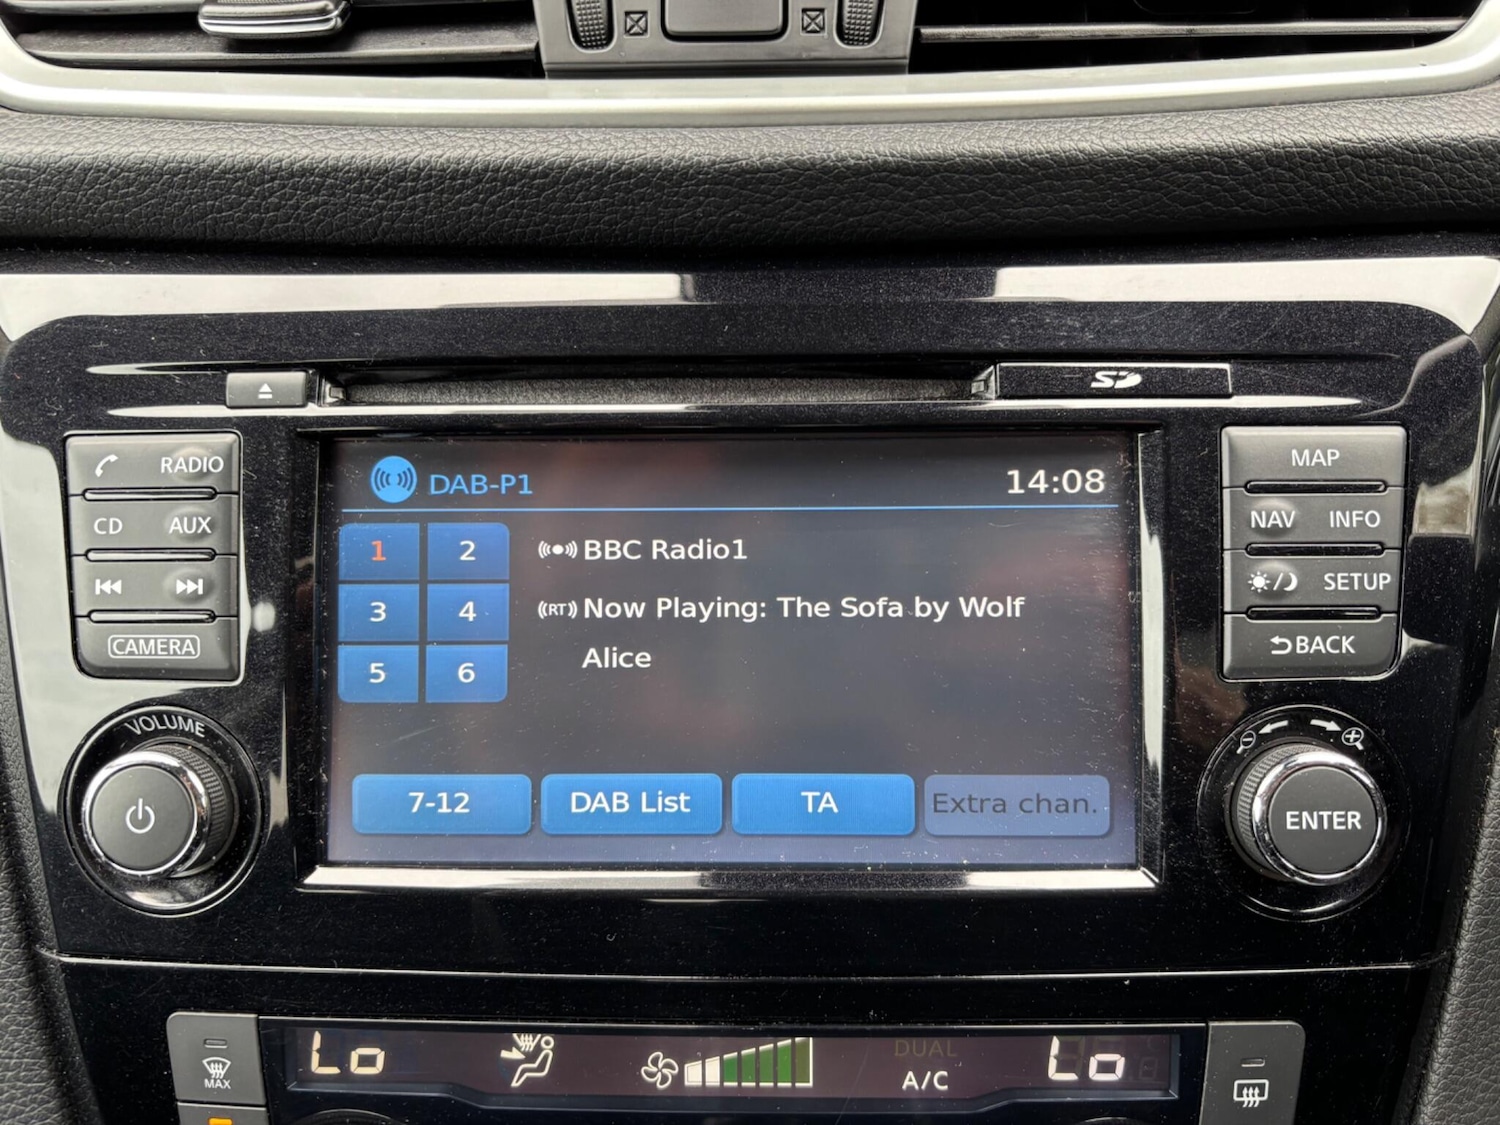 SD
RADIO
CD AUX
CAMERA
VOLUME
DAB-P1 14:08
1 2
3 4
5 6
BBC Radio1
RT Now Playing: The Sofa by Wolf
Alice
7-12 DAB List TA Extra chan.
MAP
NAV INFO
SETUP
BACK
ENTER
MAX
Lo
DUAL
A/C
Lo